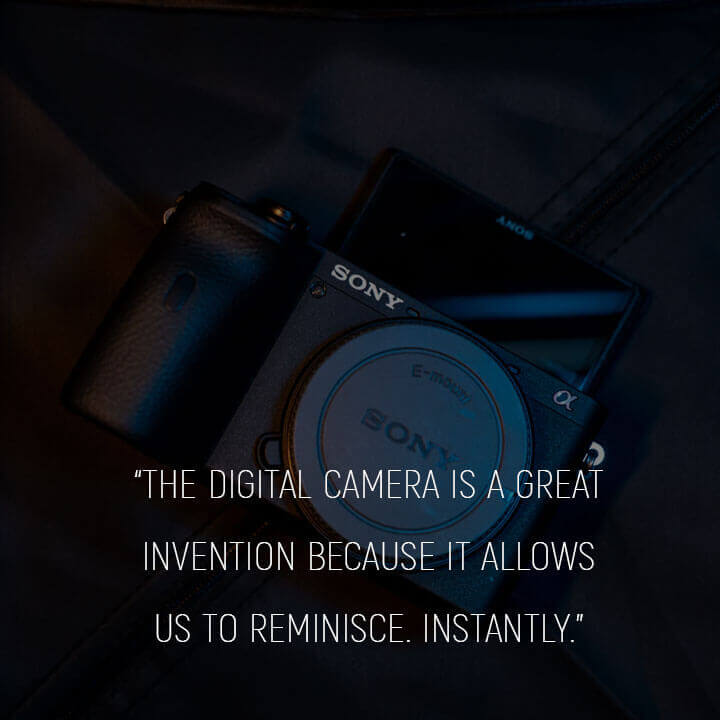 SONY
SONY
E-mount
α
SONY
“THE DIGITAL CAMERA IS A GREAT
INVENTION BECAUSE IT ALLOWS
US TO REMINISCE. INSTANTLY.”